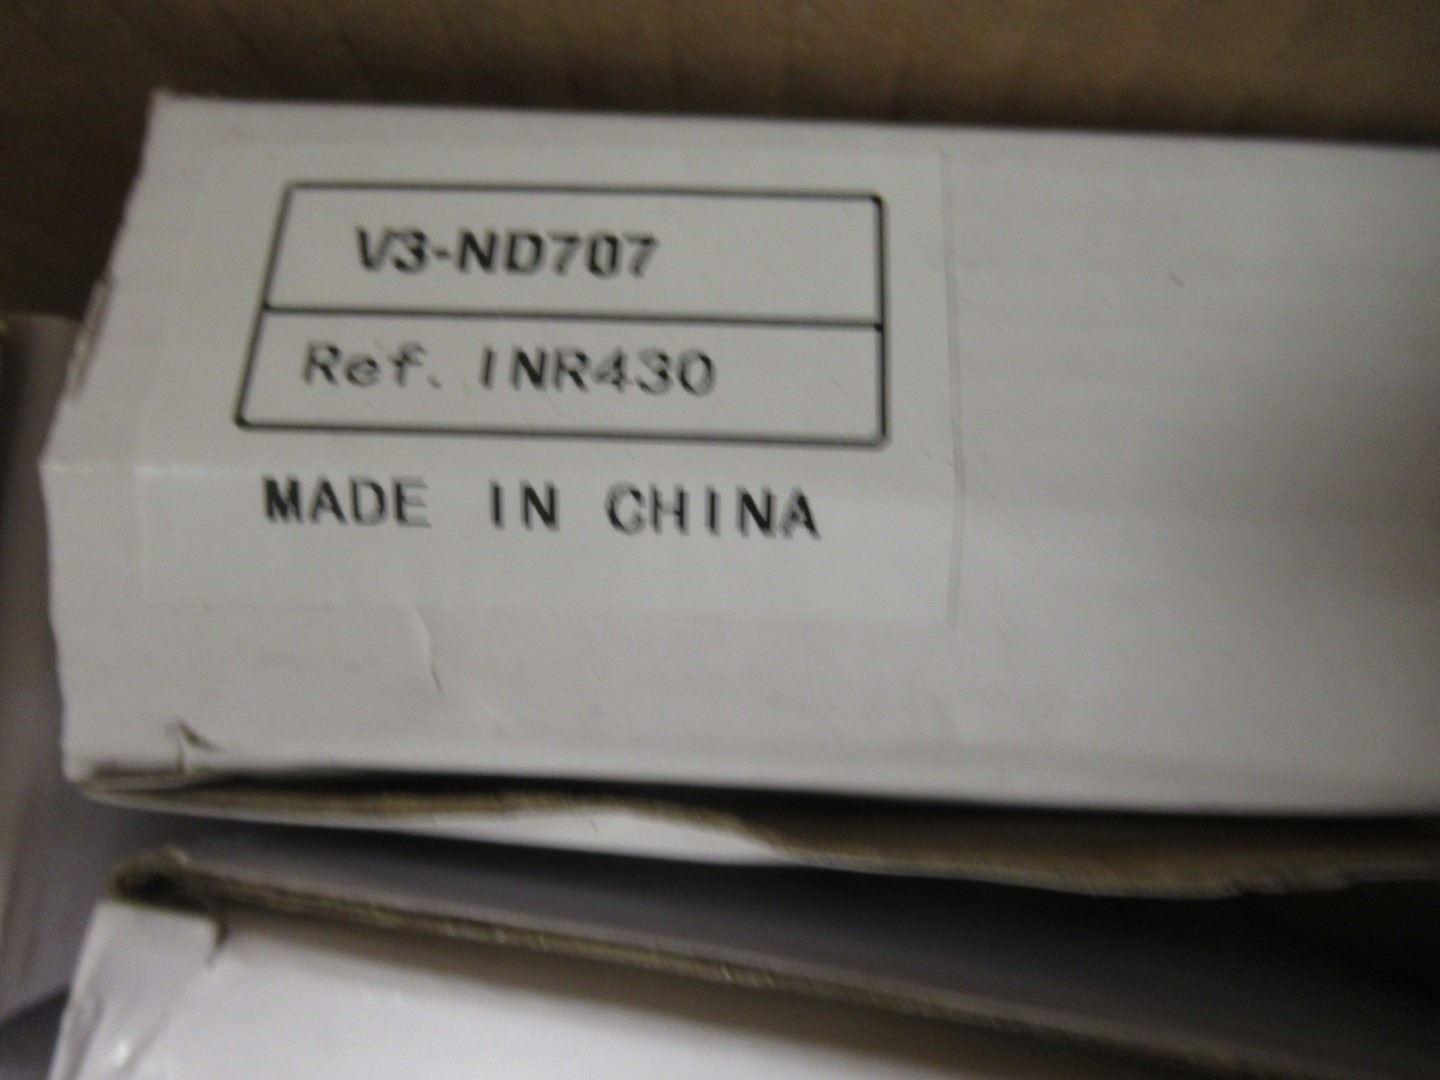 V3-ND707
Ref. INR430
MADE IN CHINA